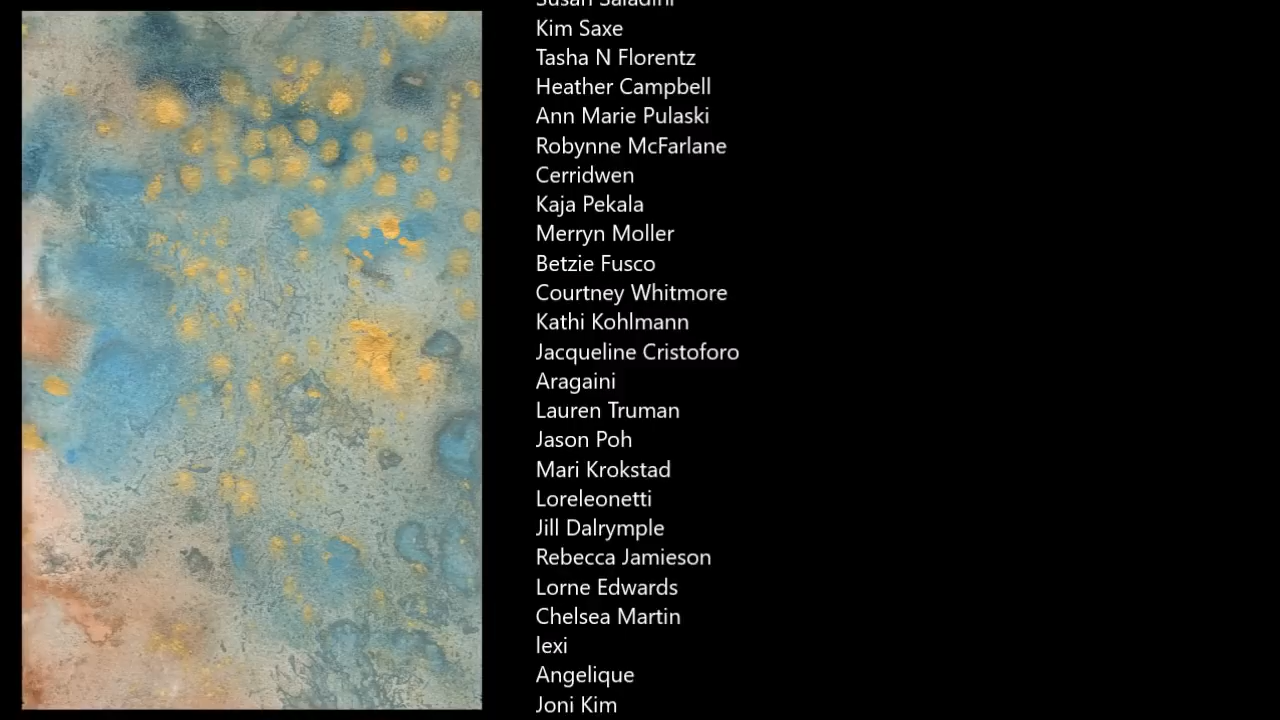 Susan Saladini
Kim Saxe
Tasha N Florentz
Heather Campbell
Ann Marie Pulaski
Robynne McFarlane
Cerridwen
Kaja Pekala
Merryn Moller
Betzie Fusco
Courtney Whitmore
Kathi Kohlmann
Jacqueline Cristoforo
Aragaini
Lauren Truman
Jason Poh
Mari Krokstad
Loreleonetti
Jill Dalrymple
Rebecca Jamieson
Lorne Edwards
Chelsea Martin
lexi
Angelique
Joni Kim